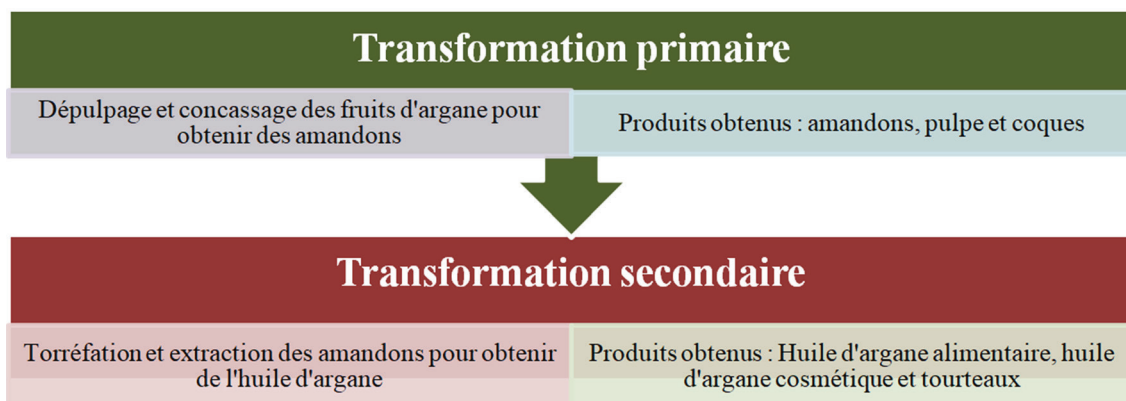 Transformation primaire
Dépulpage et concassage des fruits d'argane pour
obtenir des amandons
Produits obtenus : amandons, pulpe et coques
Transformation secondaire
Torréfation et extraction des amandons pour obtenir
de l'huile d'argane
Produits obtenus : Huile d'argane alimentaire, huile
d'argane cosmétique et tourteaux